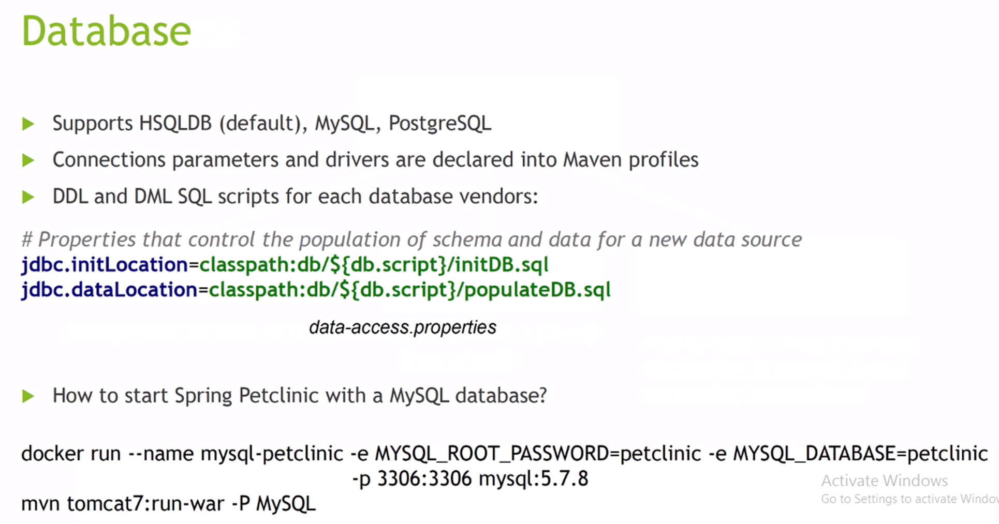 Database
Supports HSQLDB (default), MySQL, PostgreSQL
Connections parameters and drivers are declared into Maven profiles
DDL and DML SQL scripts for each database vendors:
# Properties that control the population of schema and data for a new data source
jdbc.initLocation=classpath:db/${db.script}/initDB.sql
jdbc.dataLocation=classpath:db/${db.script}/populateDB.sql
data-access.properties
How to start Spring Petclinic with a MySQL database?
docker run --name mysql-petclinic -e MYSQL_ROOT_PASSWORD=petclinic -e MYSQL_DATABASE=petclinic
-p 3306:3306 mysql:5.7.8
mvn tomcat7:run-war -P MySQL
Activate Windows
Go to Settings to activate Window